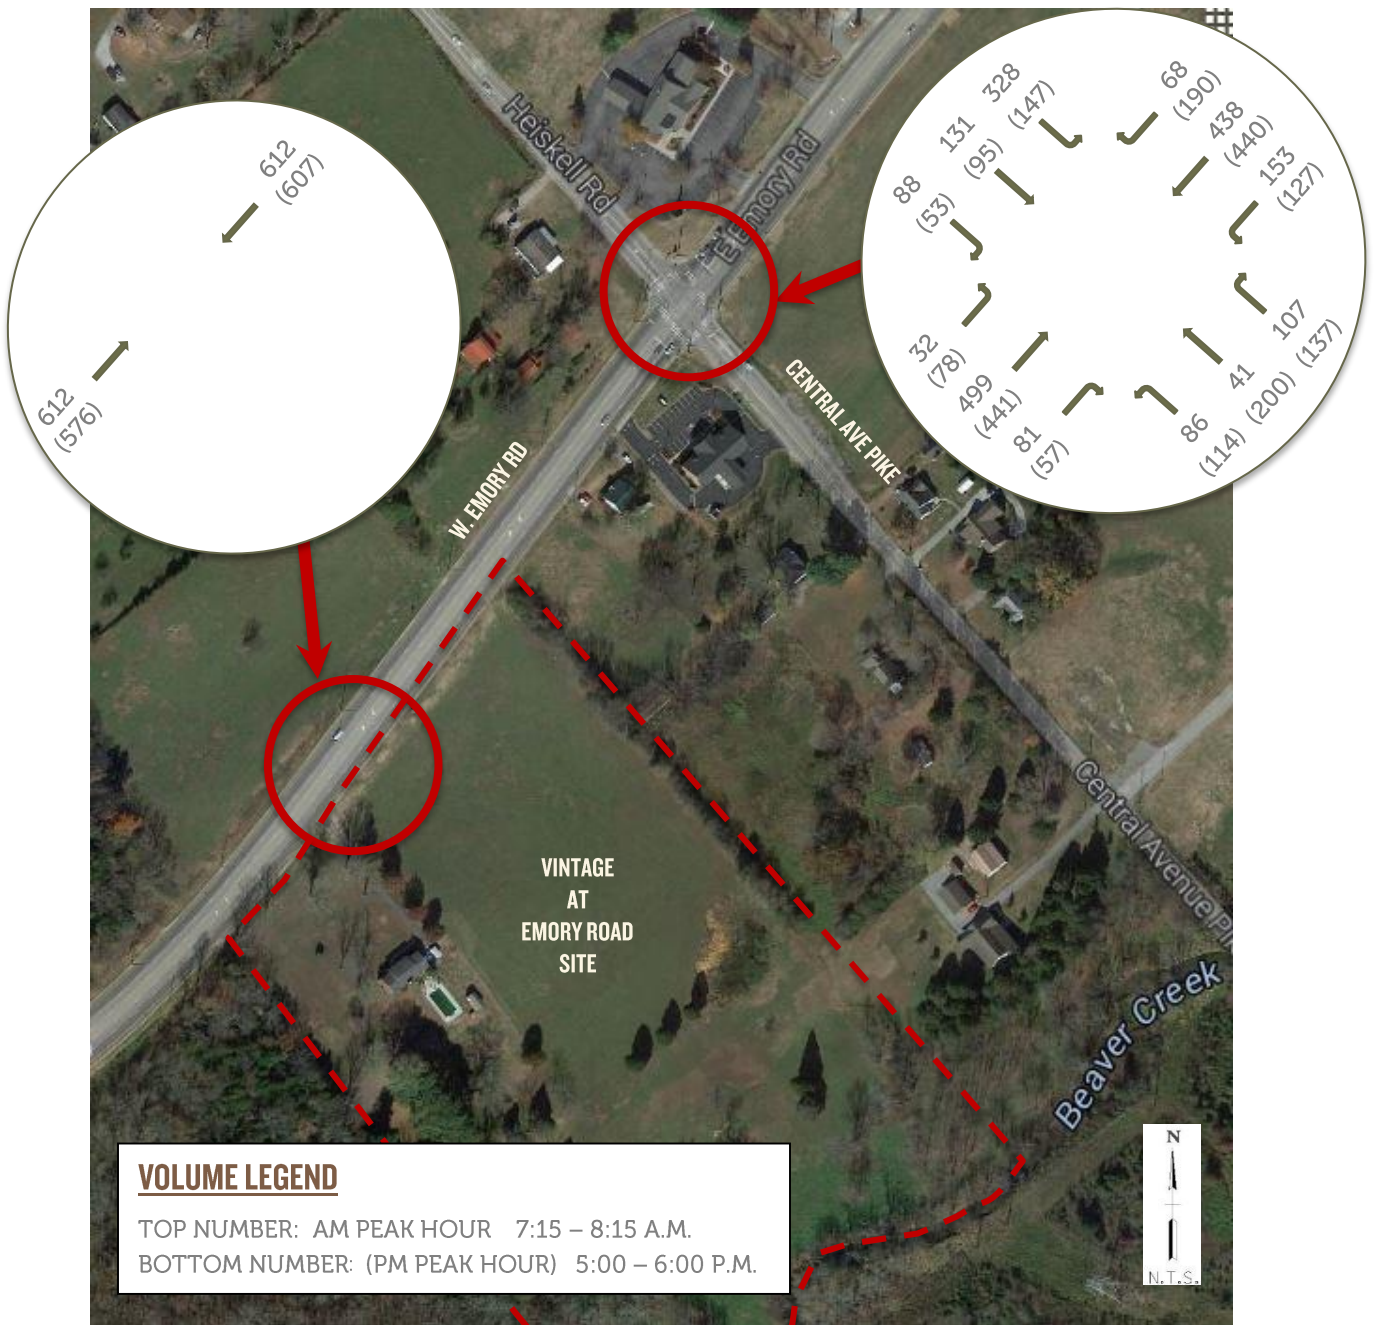 612
(607)
612
(576)
328
(147)
131
(95)
88
(53)
68
(190)
438
(440)
153
(127)
32
(78)
499
(441)
81
(57)
107
(137)
41
(200)
86
(114)
Heiskell Rd
E Emory Rd
W. EMORY RD
CENTRAL AVE PIKE
Central Avenue Pi
Beaver Creek
VINTAGE
AT
EMORY ROAD
SITE
VOLUME LEGEND
TOP NUMBER: AM PEAK HOUR 7:15 – 8:15 A.M.
BOTTOM NUMBER: (PM PEAK HOUR) 5:00 – 6:00 P.M.
N
N.T.S.